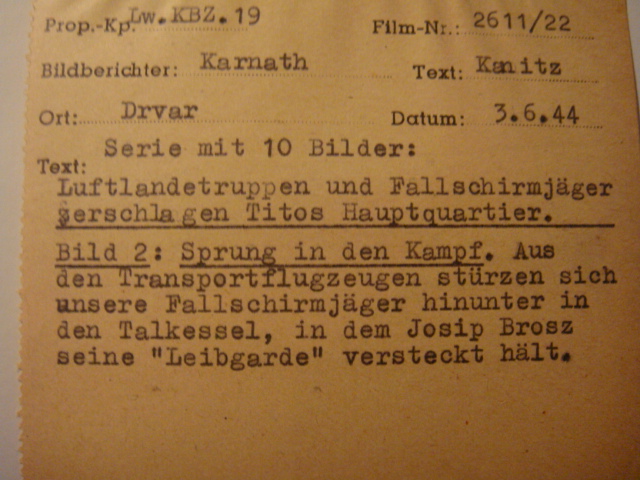 Prop.-Kp. Lw.KBZ.19 Film-Nr.: 2611/22
Bildberichter: Karnath Text: Kanitz
Ort: Drvar Datum: 3.6.44
Serie mit 10 Bilder:
Text:
Luftlandetruppen und Fallschirmjäger
zerschlagen Titos Hauptquartier.
Bild 2: Sprung in den Kampf. Aus
den Transportflugzeugen stürzen sich
unsere Fallschirmjäger hinunter in
den Talkessel, in dem Josip Brosz
seine "Leibgarde" versteckt hält.